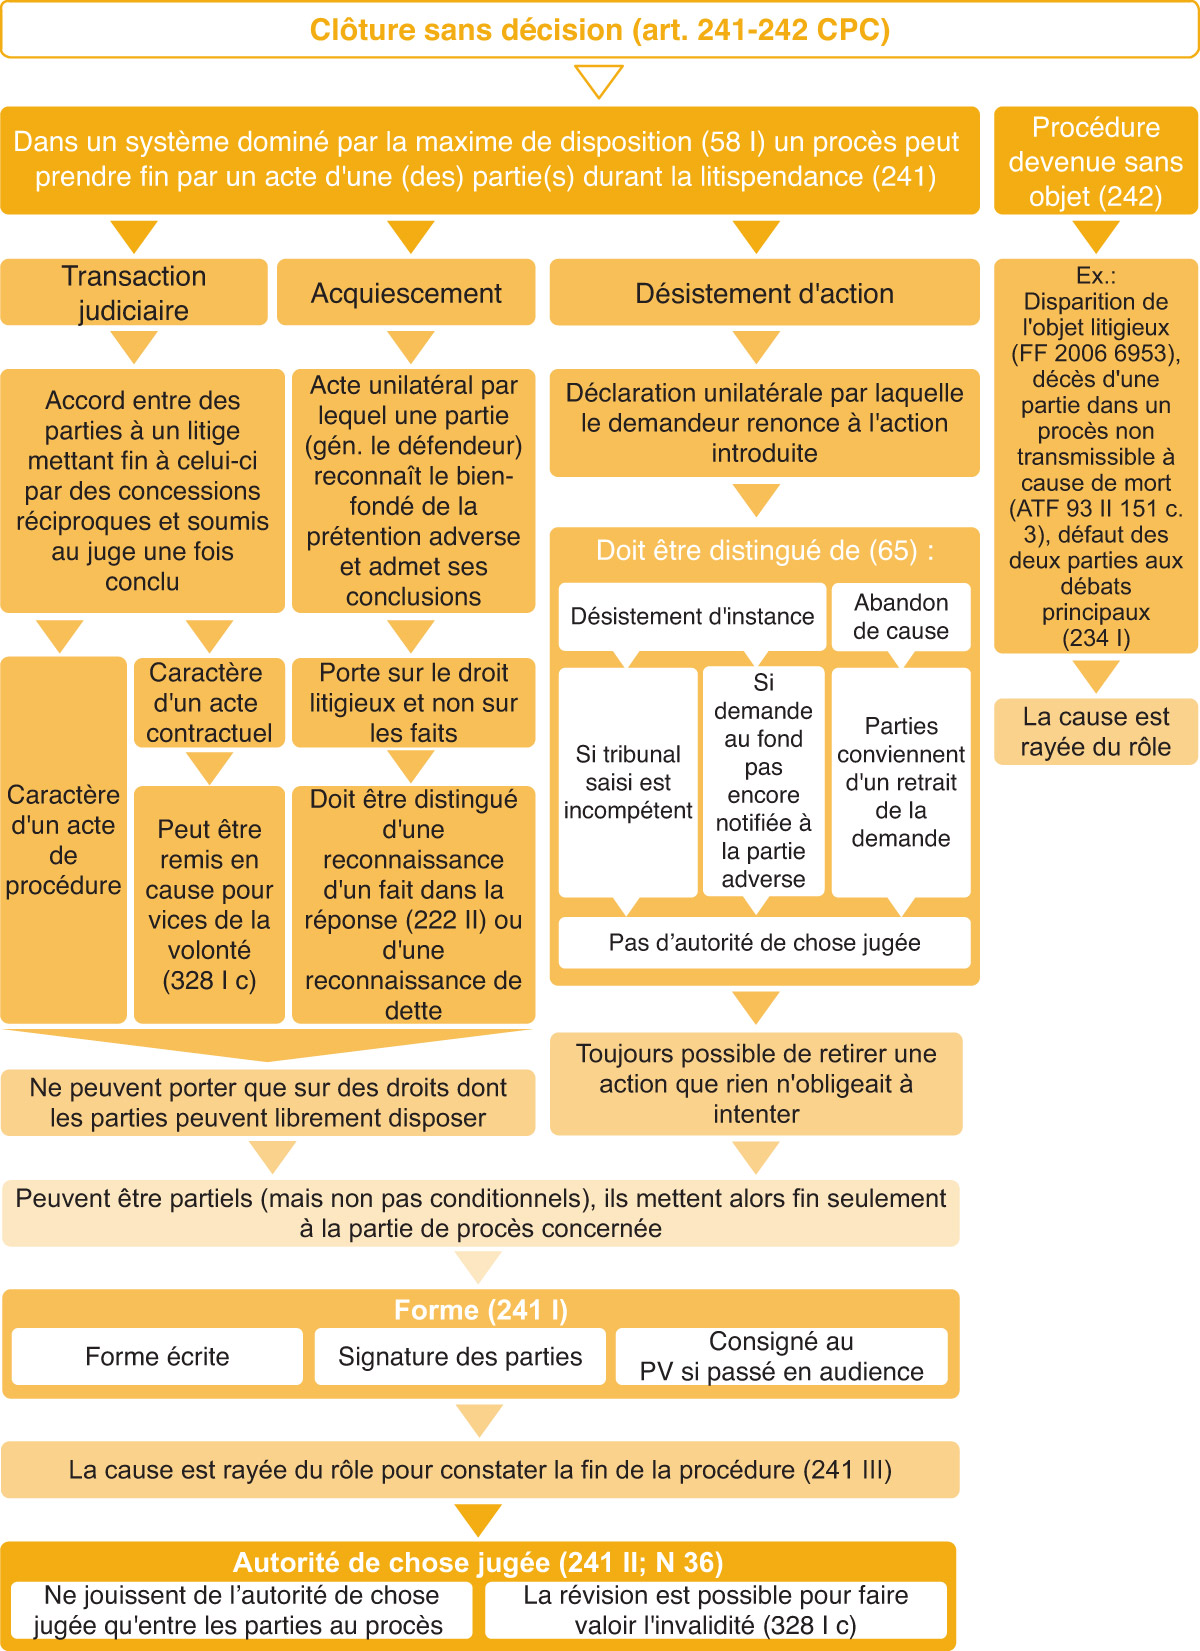 Clôture sans décision (art. 241-242 CPC)
Dans un système dominé par la maxime de disposition (58 I) un procès peut
prendre fin par un acte d'une (des) partie(s) durant la litispendance (241)
Procédure
devenue sans
objet (242)
Transaction
judiciaire
Acquiescement
Désistement d'action
Ex.:
Disparition de
l'objet litigieux
(FF 2006 6953),
décès d'une
partie dans un
procès non
transmissible à
cause de mort
(ATF 93 II 151 c.
3), défaut des
deux parties aux
débats
principaux
(234 I)
Accord entre des
parties à un litige
mettant fin à celui-ci
par des concessions
réciproques et soumis
au juge une fois
conclu
Acte unilatéral par
lequel une partie
(gén. le défendeur)
reconnaît le bien-
fondé de la
prétention adverse
et admet ses
conclusions
Déclaration unilatérale par laquelle
le demandeur renonce à l'action
introduite
Doit être distingué de (65) :
Désistement d'instance
Abandon
de cause
Caractère
d'un acte de
procédure
Caractère
d'un acte
contractuel
Porte sur le droit
litigieux et non sur
les faits
Si tribunal
saisi est
incompétent
Si
demande
au fond
pas
encore
notifiée à
la partie
adverse
Parties
conviennent
d'un retrait
de la
demande
La cause est
rayée du rôle
Peut être
remis en
cause pour
vices de la
volonté
(328 I c)
Doit être distingué
d'une
reconnaissance
d'un fait dans la
réponse (222 II) ou
d'une
reconnaissance de
dette
Pas d’autorité de chose jugée
Ne peuvent porter que sur des droits dont
les parties peuvent librement disposer
Toujours possible de retirer une
action que rien n'obligeait à
intenter
Peuvent être partiels (mais non pas conditionnels), ils mettent alors fin seulement
à la partie de procès concernée
Forme (241 I)
Forme écrite
Signature des parties
Consigné au
PV si passé en audience
La cause est rayée du rôle pour constater la fin de la procédure (241 III)
Autorité de chose jugée (241 II; N 36)
Ne jouissent de l’autorité de chose
jugée qu'entre les parties au procès
La révision est possible pour faire
valoir l'invalidité (328 I c)